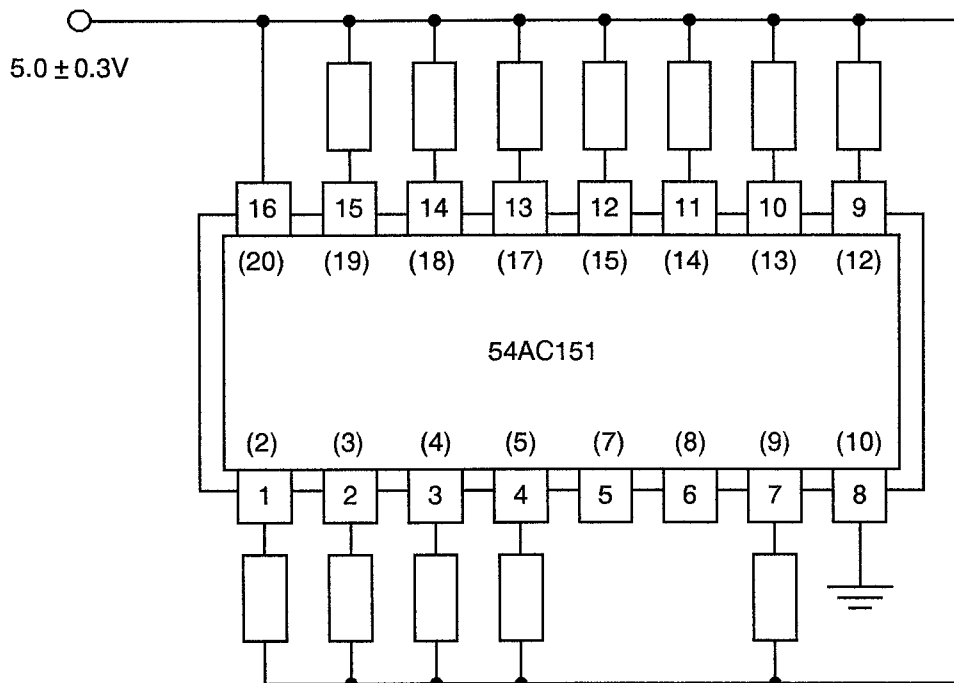 5.0 ± 0.3V
16 15 14 13 12 11 10 9
(20) (19) (18) (17) (15) (14) (13) (12)
54AC151
(2) (3) (4) (5) (7) (8) (9) (10)
1 2 3 4 5 6 7 8